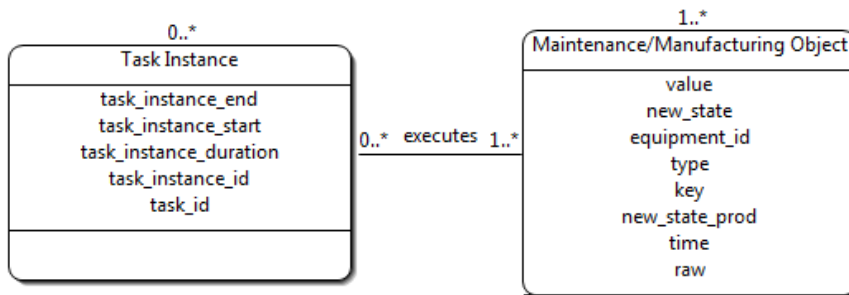 0..*
Task Instance
task_instance_end
task_instance_start
task_instance_duration
task_instance_id
task_id
0..* executes 1..*
1..*
Maintenance/Manufacturing Object
value
new_state
equipment_id
type
key
new_state_prod
time
raw